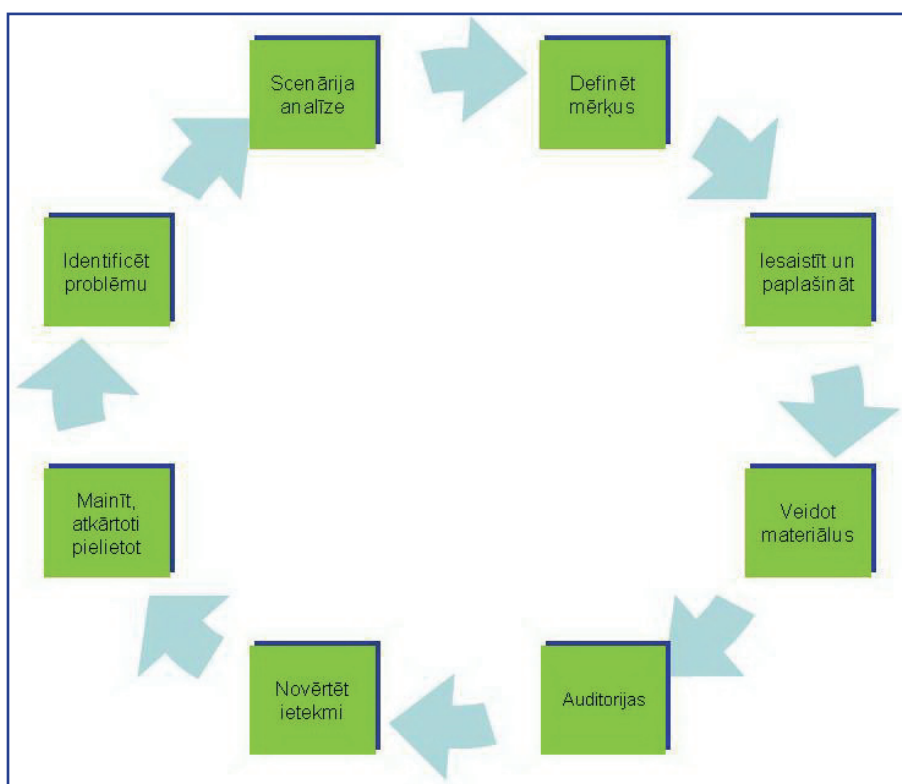 Scenārija
analīze
Definēt
mērķus
Identificēt
problēmu
Iesaistīt un
paplašināt
Mainīt,
atkārtoti
pielietot
Veidot
materiālus
Novērtēt
ietekmi
Auditorijas